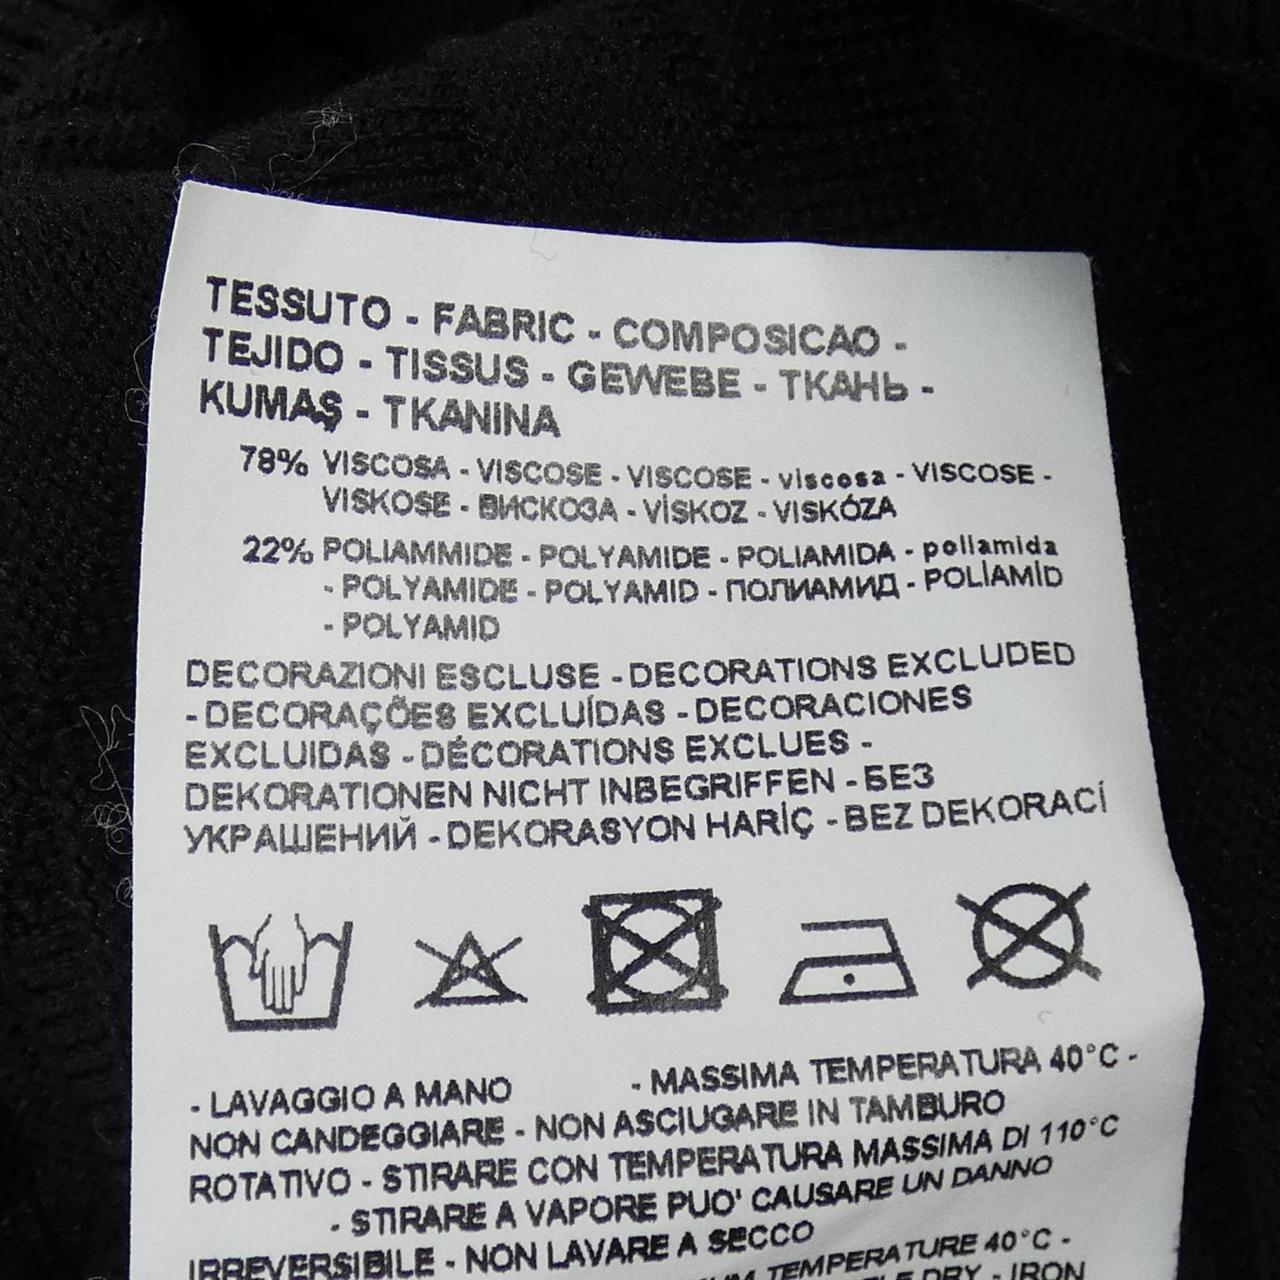 TESSUTO - FABRIC - COMPOSICAO -
TEJIDO - TISSUS - GEWEBE - ТКАНЬ -
KUMAŞ - TKANINA
78% VISCOSA - VISCOSE - VISCOSE - viscosa - VISCOSE -
VISKOSE - ВИСКОЗА - VİSKOZ - VISKÓZA
22% POLIAMMIDE - POLYAMIDE - POLIAMIDA - poliamida
- POLYAMIDE - POLYAMID - ПОЛИАМИД - POLİAMİD
- POLYAMID
DECORAZIONI ESCLUSE - DECORATIONS EXCLUDED
- DECORAÇÕES EXCLUÍDAS - DECORACIONES
EXCLUIDAS - DÉCORATIONS EXCLUES -
DEKORATIONEN NICHT INBEGRIFFEN - БЕЗ
УКРАШЕНИЙ - DEKORASYON HARİÇ - BEZ DEKORACÍ
- LAVAGGIO A MANO - MASSIMA TEMPERATURA 40°C -
NON CANDEGGIARE - NON ASCIUGARE IN TAMBURO
ROTATIVO - STIRARE CON TEMPERATURA MASSIMA DI 110°C
- STIRARE A VAPORE PUO' CAUSARE UN DANNO
IRREVERSIBILE - NON LAVARE A SECCO
TEMPERATURE 40°C -
DRY - IRON